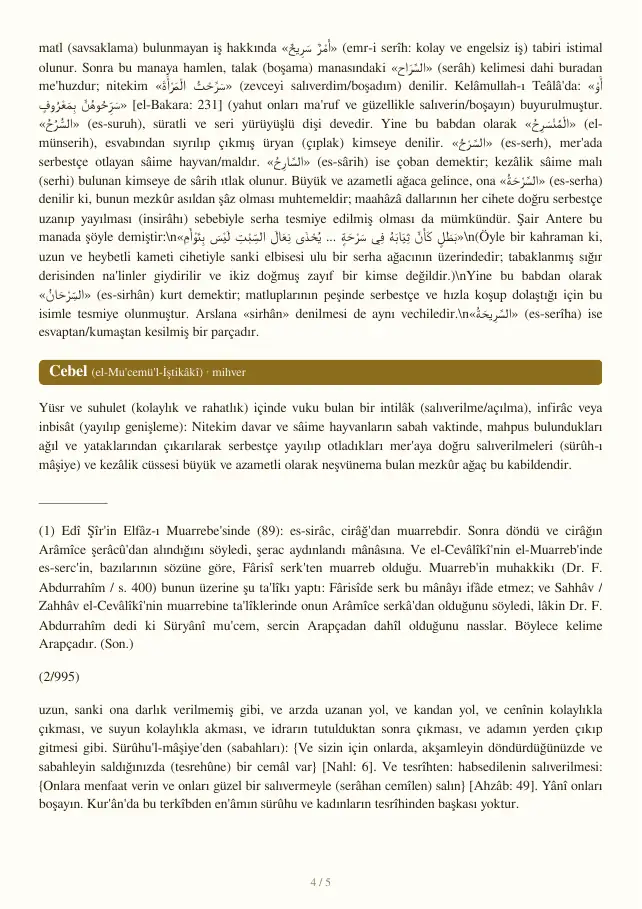 matl (savsaklama) bulunmayan iş hakkında «أَمْرٌ سَرِيحٌ» (emr-i serîh: kolay ve engelsiz iş) tabiri istimal
olunur. Sonra bu manaya hamlen, talak (boşama) manasındaki «السَّرَاح» (serâh) kelimesi dahi buradan
me'huzdur; nitekim «سَرَّحْتُ الْمَرْأَةَ» (zevceyi salıverdim/boşadım) denilir. Kelâmullah-ı Teâlâ'da: «أَوْ
سَرِّحُوهُنَّ بِمَعْرُوفٍ» [el-Bakara: 231] (yahut onları ma'ruf ve güzellikle salıverin/boşayın) buyurulmuştur.
«السُّرُحُ» (es-suruh), süratli ve seri yürüyüşlü dişi devedir. Yine bu babdan olarak «الْمُنْسَرِحُ» (el-
münserih), esvabından sıyrılıp çıkmış üryan (çıplak) kimseye denilir. «السَّرْحُ» (es-serh), mer'ada
serbestçe otlayan sâime hayvan/maldır. «السَّارِحُ» (es-sârih) ise çoban demektir; kezâlik sâime malı
(serhi) bulunan kimseye de sârih ıtlak olunur. Büyük ve azametli ağaca gelince, ona «السَّرْحَةُ» (es-serha)
denilir ki, bunun mezkûr asıldan şâz olması muhtemeldir; maahâzâ dallarının her cihete doğru serbestçe
uzanıp yayılması (insirâhı) sebebiyle serha tesmiye edilmiş olması da mümkündür. Şair Antere bu
manada şöyle demiştir:\n«بَطَلٍ كَأَنَّ ثِيَابَهُ فِي سَرْحَةٍ ... يُحْذَى نِعَالَ السِّبْتِ لَيْسَ بِتَوْأَمِ»\n(Öyle bir kahraman ki,
uzun ve heybetli kameti cihetiyle sanki elbisesi ulu bir serha ağacının üzerindedir; tabaklanmış sığır
derisinden na'linler giydirilir ve ikiz doğmuş zayıf bir kimse değildir.)\nYine bu babdan olarak
«السِّرْحَانُ» (es-sirhân) kurt demektir; matluplarının peşinde serbestçe ve hızla koşup dolaştığı için bu
isimle tesmiye olunmuştur. Arslana «sirhân» denilmesi de aynı vechiledir.\n«السَّرِيحَةُ» (es-serîha) ise
esvaptan/kumaştan kesilmiş bir parçadır.
Cebel (el-Mu'cemü'l-İştikâkî) · mihver
Yüsr ve suhulet (kolaylık ve rahatlık) içinde vuku bulan bir intilâk (salıverilme/açılma), infirâc veya
inbisât (yayılıp genişleme): Nitekim davar ve sâime hayvanların sabah vaktinde, mahpus bulundukları
ağıl ve yataklarından çıkarılarak serbestçe yayılıp otladıkları mer'aya doğru salıverilmeleri (sürûh-ı
mâşiye) ve kezâlik cüssesi büyük ve azametli olarak neşvünema bulan mezkûr ağaç bu kabildendir.
(1) Edî Şîr'in Elfâz-ı Muarrebe'sinde (89): es-sirâc, cirâğ'dan muarrebdir. Sonra döndü ve cirâğın
Arâmîce şerâcû'dan alındığını söyledi, şerac aydınlandı mânâsına. Ve el-Cevâlîkî'nin el-Muarreb'inde
es-serc'in, bazılarının sözüne göre, Fârisî serk'ten muarreb olduğu. Muarreb'in muhakkikı (Dr. F.
Abdurrahîm / s. 400) bunun üzerine şu ta'lîkı yaptı: Fârisîde serk bu mânâyı ifâde etmez; ve Sahhâv /
Zahhâv el-Cevâlîkî'nin muarrebine ta'lîklerinde onun Arâmîce serkâ'dan olduğunu söyledi, lâkin Dr. F.
Abdurrahîm dedi ki Süryânî mu'cem, sercin Arapçadan dahîl olduğunu nasslar. Böylece kelime
Arapçadır. (Son.)
(2/995)
uzun, sanki ona darlık verilmemiş gibi, ve arzda uzanan yol, ve kandan yol, ve cenînin kolaylıkla
çıkması, ve suyun kolaylıkla akması, ve idrarın tutulduktan sonra çıkması, ve adamın yerden çıkıp
gitmesi gibi. Sürûhu'l-mâşiye'den (sabahları): {Ve sizin için onlarda, akşamleyin döndürdüğünüzde ve
sabahleyin saldığınızda (tesrehûne) bir cemâl var} [Nahl: 6]. Ve tesrîhten: habsedilenin salıverilmesi:
{Onlara menfaat verin ve onları güzel bir salıvermeyle (serâhan cemîlen) salın} [Ahzâb: 49]. Yânî onları
boşayın. Kur'ân'da bu terkîbden en'âmın sürûhu ve kadınların tesrîhinden başkası yoktur.
4 / 5